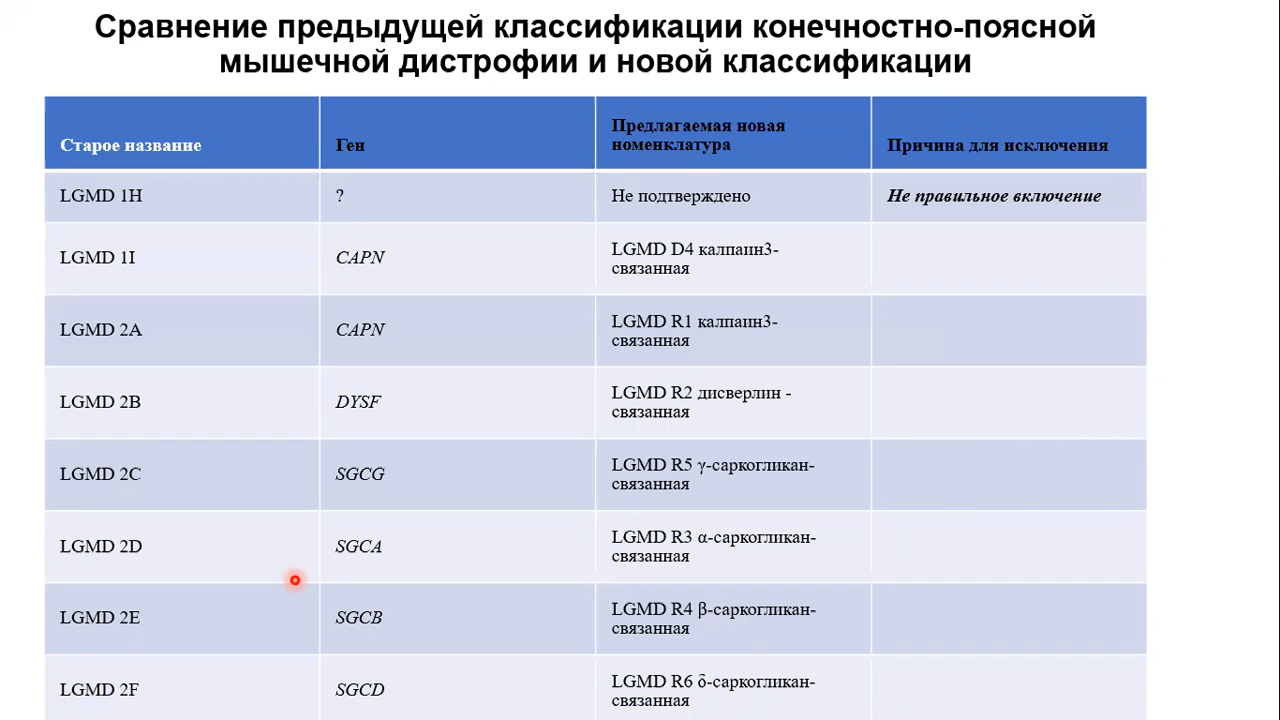 Сравнение предыдущей классификации конечностно-поясной
мышечной дистрофии и новой классификации
Старое название
Ген
Предлагаемая новая
номенклатура
Причина для исключения
LGMD 1H
?
Не подтверждено
Не правильное включение
LGMD 1I
CAPN
LGMD D4 калпаин3-
связанная
LGMD 2A
CAPN
LGMD R1 калпаин3-
связанная
LGMD 2B
DYSF
LGMD R2 дисверлин -
связанная
LGMD 2C
SGCG
LGMD R5 γ-саркогликан-
связанная
LGMD 2D
SGCA
LGMD R3 α-саркогликан-
связанная
LGMD 2E
SGCB
LGMD R4 β-саркогликан-
связанная
LGMD 2F
SGCD
LGMD R6 δ-саркогликан-
связанная